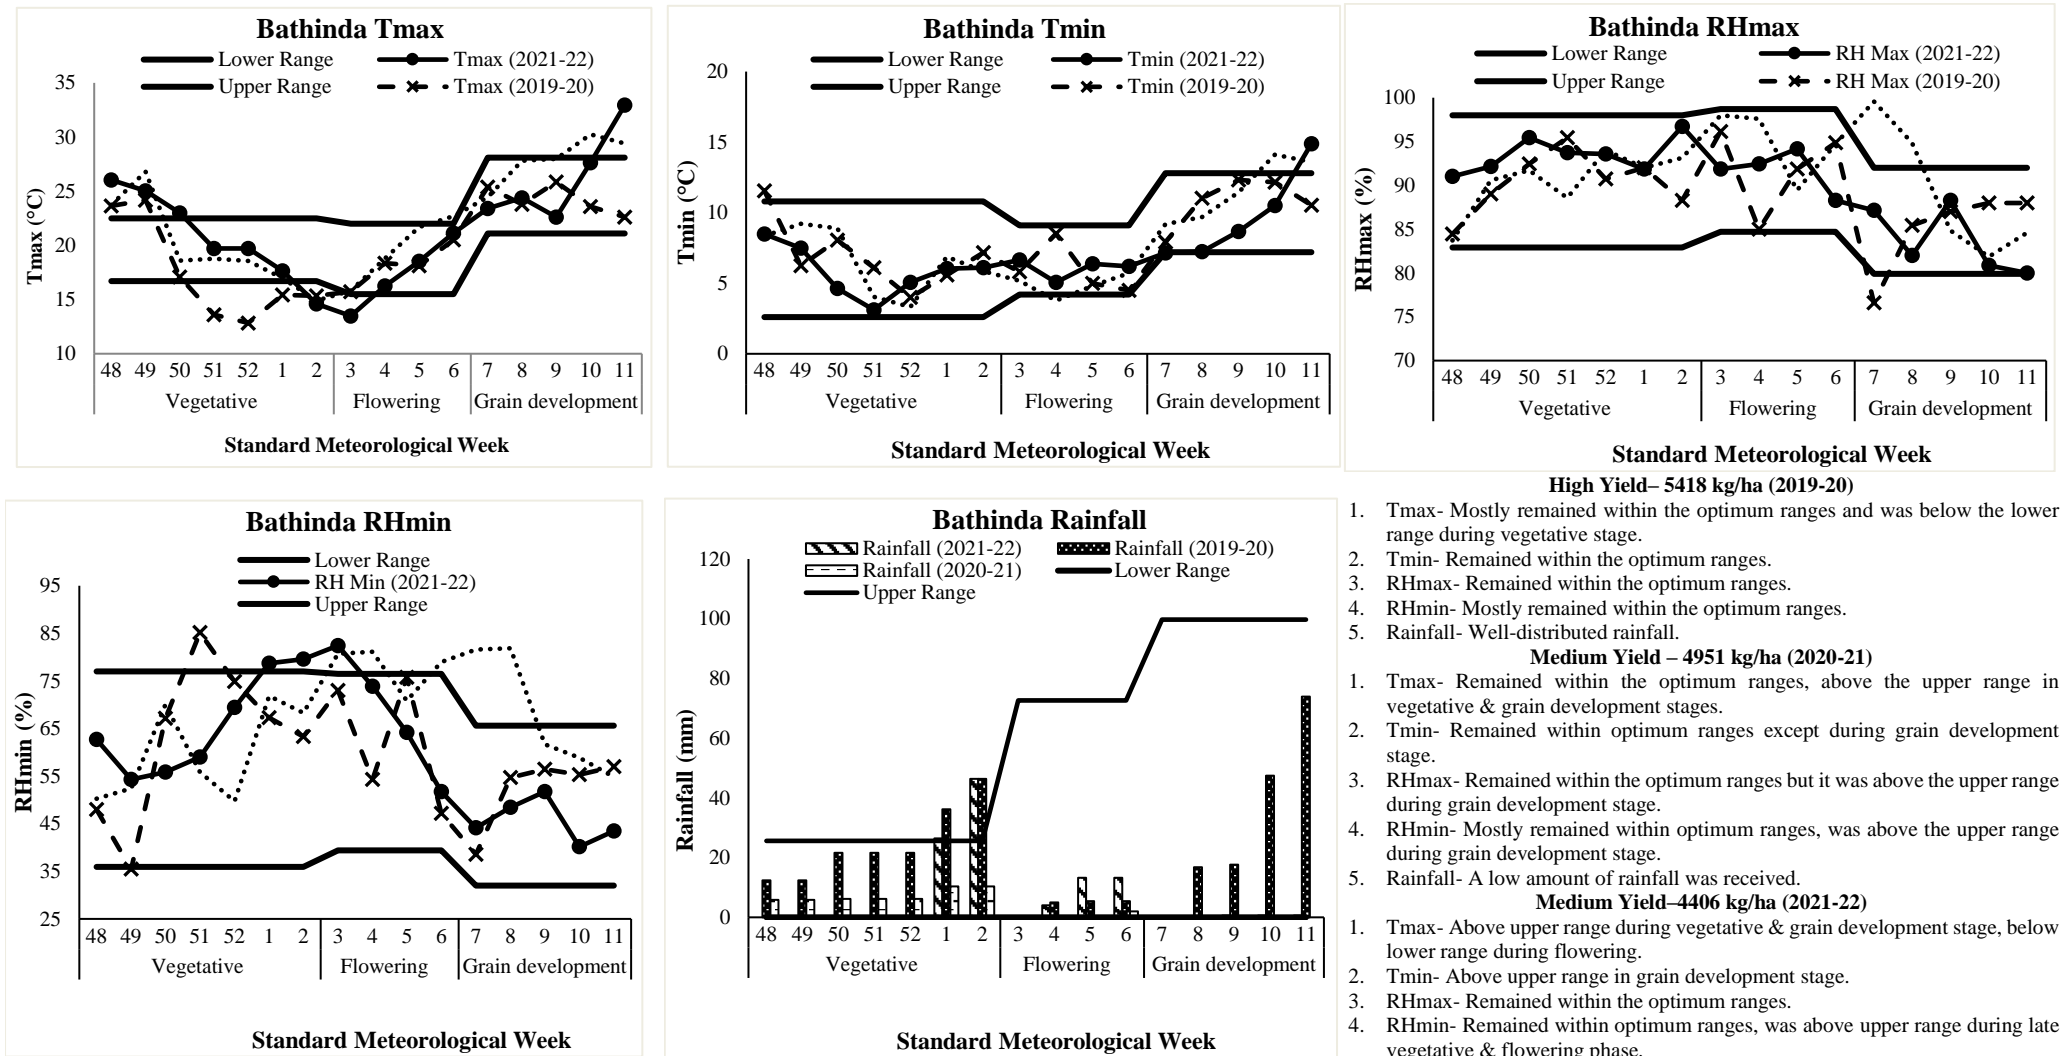 Bathinda Tmax
Lower Range
Tmax (2021-22)
Upper Range
Tmax (2019-20)
35
30
25
20
15
10
Tmax (°C)
48 49 50 51 52 1 2 3 4 5 6 7 8 9 10 11
Vegetative Flowering Grain development
Standard Meteorological Week
Bathinda Tmin
Lower Range
Tmin (2021-22)
Upper Range
Tmin (2019-20)
20
15
10
5
0
Tmin (°C)
48 49 50 51 52 1 2 3 4 5 6 7 8 9 10 11
Vegetative Flowering Grain development
Standard Meteorological Week
Bathinda RHmax
Lower Range
RH Max (2021-22)
Upper Range
RH Max (2019-20)
100
95
90
85
80
75
70
RHmax (%)
48 49 50 51 52 1 2 3 4 5 6 7 8 9 10 11
Vegetative Flowering Grain development
Standard Meteorological Week
Bathinda RHmin
Lower Range
RH Min (2021-22)
Upper Range
95
85
75
65
55
45
35
25
RHmin (%)
48 49 50 51 52 1 2 3 4 5 6 7 8 9 10 11
Vegetative Flowering Grain development
Standard Meteorological Week
Bathinda Rainfall
Rainfall (2021-22)
Rainfall (2019-20)
Rainfall (2020-21)
Lower Range
Upper Range
120
100
80
60
40
20
0
Rainfall (mm)
48 49 50 51 52 1 2 3 4 5 6 7 8 9 10 11
Vegetative Flowering Grain development
Standard Meteorological Week
High Yield– 5418 kg/ha (2019-20)
1. Tmax- Mostly remained within the optimum ranges and was below the lower
range during vegetative stage.
2. Tmin- Remained within the optimum ranges.
3. RHmax- Remained within the optimum ranges.
4. RHmin- Mostly remained within the optimum ranges.
5. Rainfall- Well-distributed rainfall.
Medium Yield – 4951 kg/ha (2020-21)
1. Tmax- Remained within the optimum ranges, above the upper range in
vegetative & grain development stages.
2. Tmin- Remained within optimum ranges except during grain development
stage.
3. RHmax- Remained within the optimum ranges but it was above the upper range
during grain development stage.
4. RHmin- Mostly remained within optimum ranges, was above the upper range
during grain development stage.
5. Rainfall- A low amount of rainfall was received.
Medium Yield–4406 kg/ha (2021-22)
1. Tmax- Above upper range during vegetative & grain development stage, below
lower range during flowering.
2. Tmin- Above upper range in grain development stage.
3. RHmax- Remained within the optimum ranges.
4. RHmin- Remained within optimum ranges, was above upper range during late
vegetative & flowering phase.